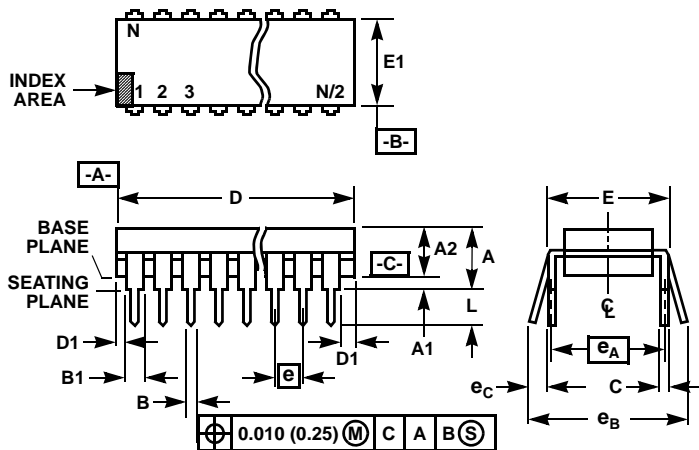 N
E1
INDEX
AREA
1 2 3 N/2
-B-
-A-
D E
BASE
PLANE
A2 A
-C-
SEATING
PLANE
L
℄
D1 A1 D1
B1 e eA
B eC C
eB
⌖ 0.010 (0.25) Ⓜ C A B Ⓢ